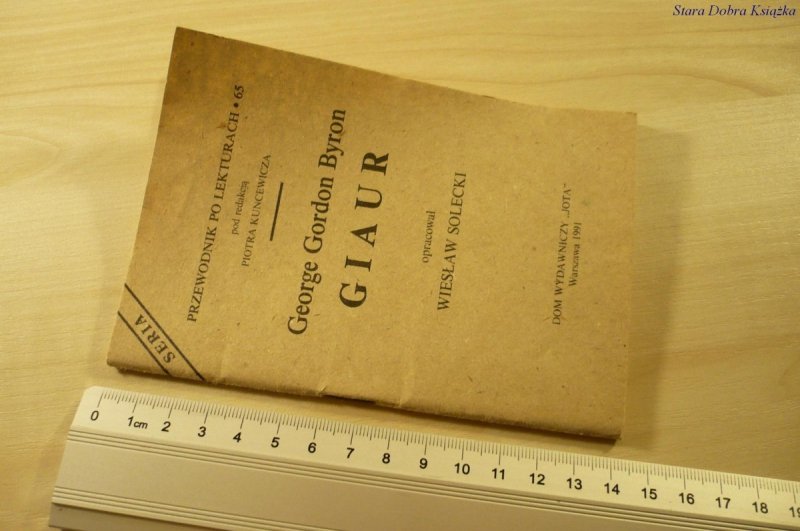 Stara Dobra Książka
SERIA
PRZEWODNIK PO LEKTURACH • 65
pod redakcją
PIOTRA KUNCEWICZA
George Gordon Byron
GIAUR
opracował
WIESŁAW SOLECKI
DOM WYDAWNICZY „JOTA”
Warszawa 1991
0 1cm 2 3 4 5 6 7 8 9 10 11 12 13 14 15 16 17 18 19